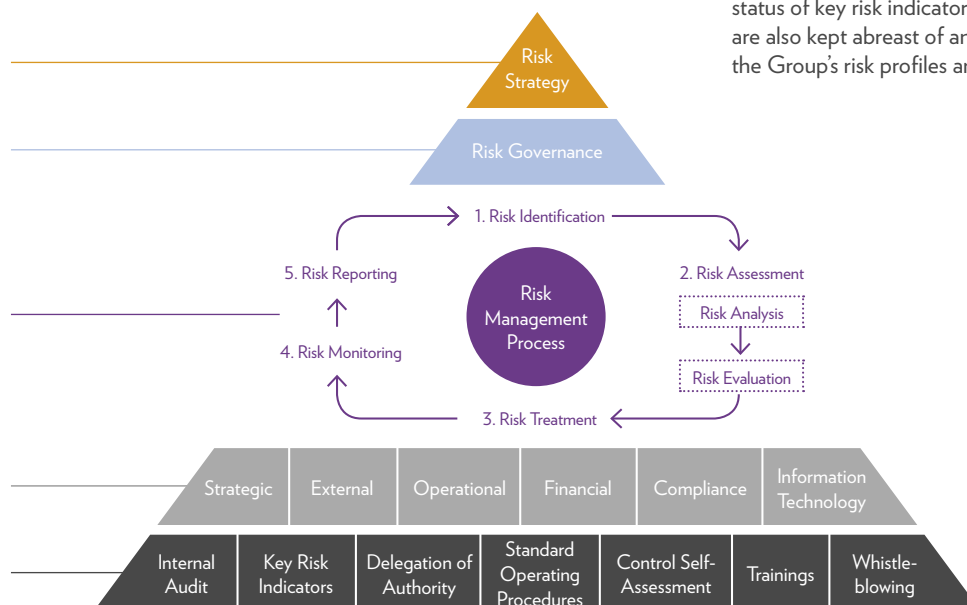 status of key risk indicator
are also kept abreast of
the Group's risk profiles
Risk
Strategy
Risk Governance
1. Risk Identification
5. Risk Reporting
2. Risk Assessment
Risk
Management
Process
Risk Analysis
4. Risk Monitoring
Risk Evaluation
3. Risk Treatment
Strategic
External
Operational
Financial
Compliance
Information
Technology
Internal
Audit
Key Risk
Indicators
Delegation of
Authority
Standard
Operating
Procedures
Control Self-
Assessment
Trainings
Whistle-
blowing